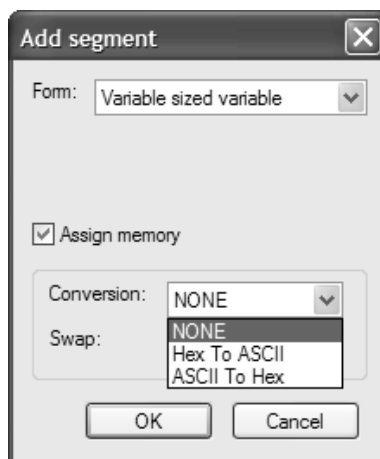 Add segment
Form: Variable sized variable
Assign memory
Conversion: NONE
Swap: NONE
Hex To ASCII
ASCII To Hex
OK Cancel